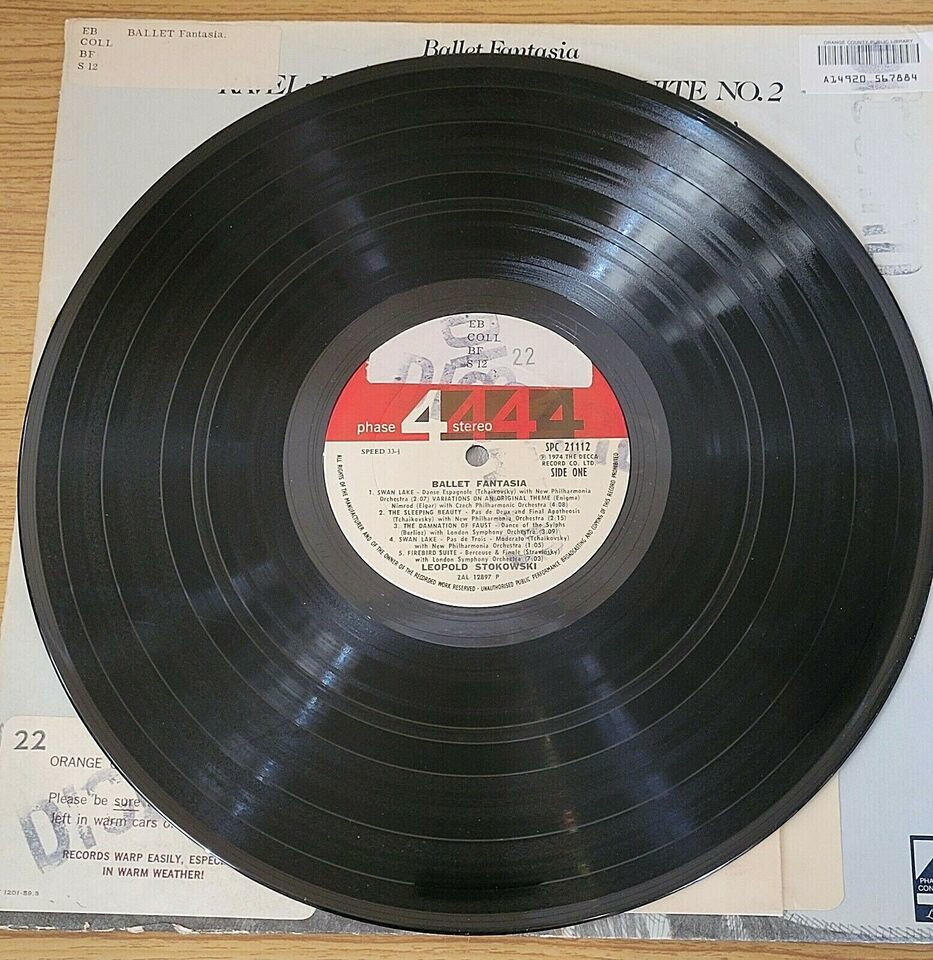 EB BALLET Fantasia.
COLL
BF
S 12
Ballet Fantasia
ORANGE COUNTY PUBLIC LIBRARY
A14920 567884
NO. 2
EB
COLL
BF
S 12
22
phase 4 stereo 4 4 4
SPEED 33⅓
SPC 21112
Ⓟ 1974 THE DECCA
RECORD CO. LTD.
SIDE ONE
BALLET FANTASIA
1. SWAN LAKE - Danse Espagnole (Tchaikovsky) with New Philharmonia
Orchestra (2:07) VARIATIONS ON AN ORIGINAL THEME (Enigma)
Nimrod (Elgar) with Czech Philharmonic Orchestra (4:08)
2. THE SLEEPING BEAUTY - Pas de Deux and Final Apotheosis
(Tchaikovsky) with New Philharmonia Orchestra (2:15)
3. THE DAMNATION OF FAUST - Dance of the Sylphs
(Berlioz) with London Symphony Orchestra (3:09)
4. SWAN LAKE - Pas de Trois - Moderato (Tchaikovsky)
with New Philharmonia Orchestra (1:05)
5. FIREBIRD SUITE - Berceuse & Finale (Stravinsky)
with London Symphony Orchestra (7:03)
LEOPOLD STOKOWSKI
ZAL 12897 P
ALL RIGHTS OF THE MANUFACTURER AND OF THE OWNER OF THE RECORDED WORK RESERVED · UNAUTHORISED PUBLIC PERFORMANCE BROADCASTING AND COPYING OF THIS RECORD PROHIBITED
22
ORANGE
Please be sure
left in warm cars
RECORDS WARP EASILY,
IN WARM WEATHER!
1201-59.5